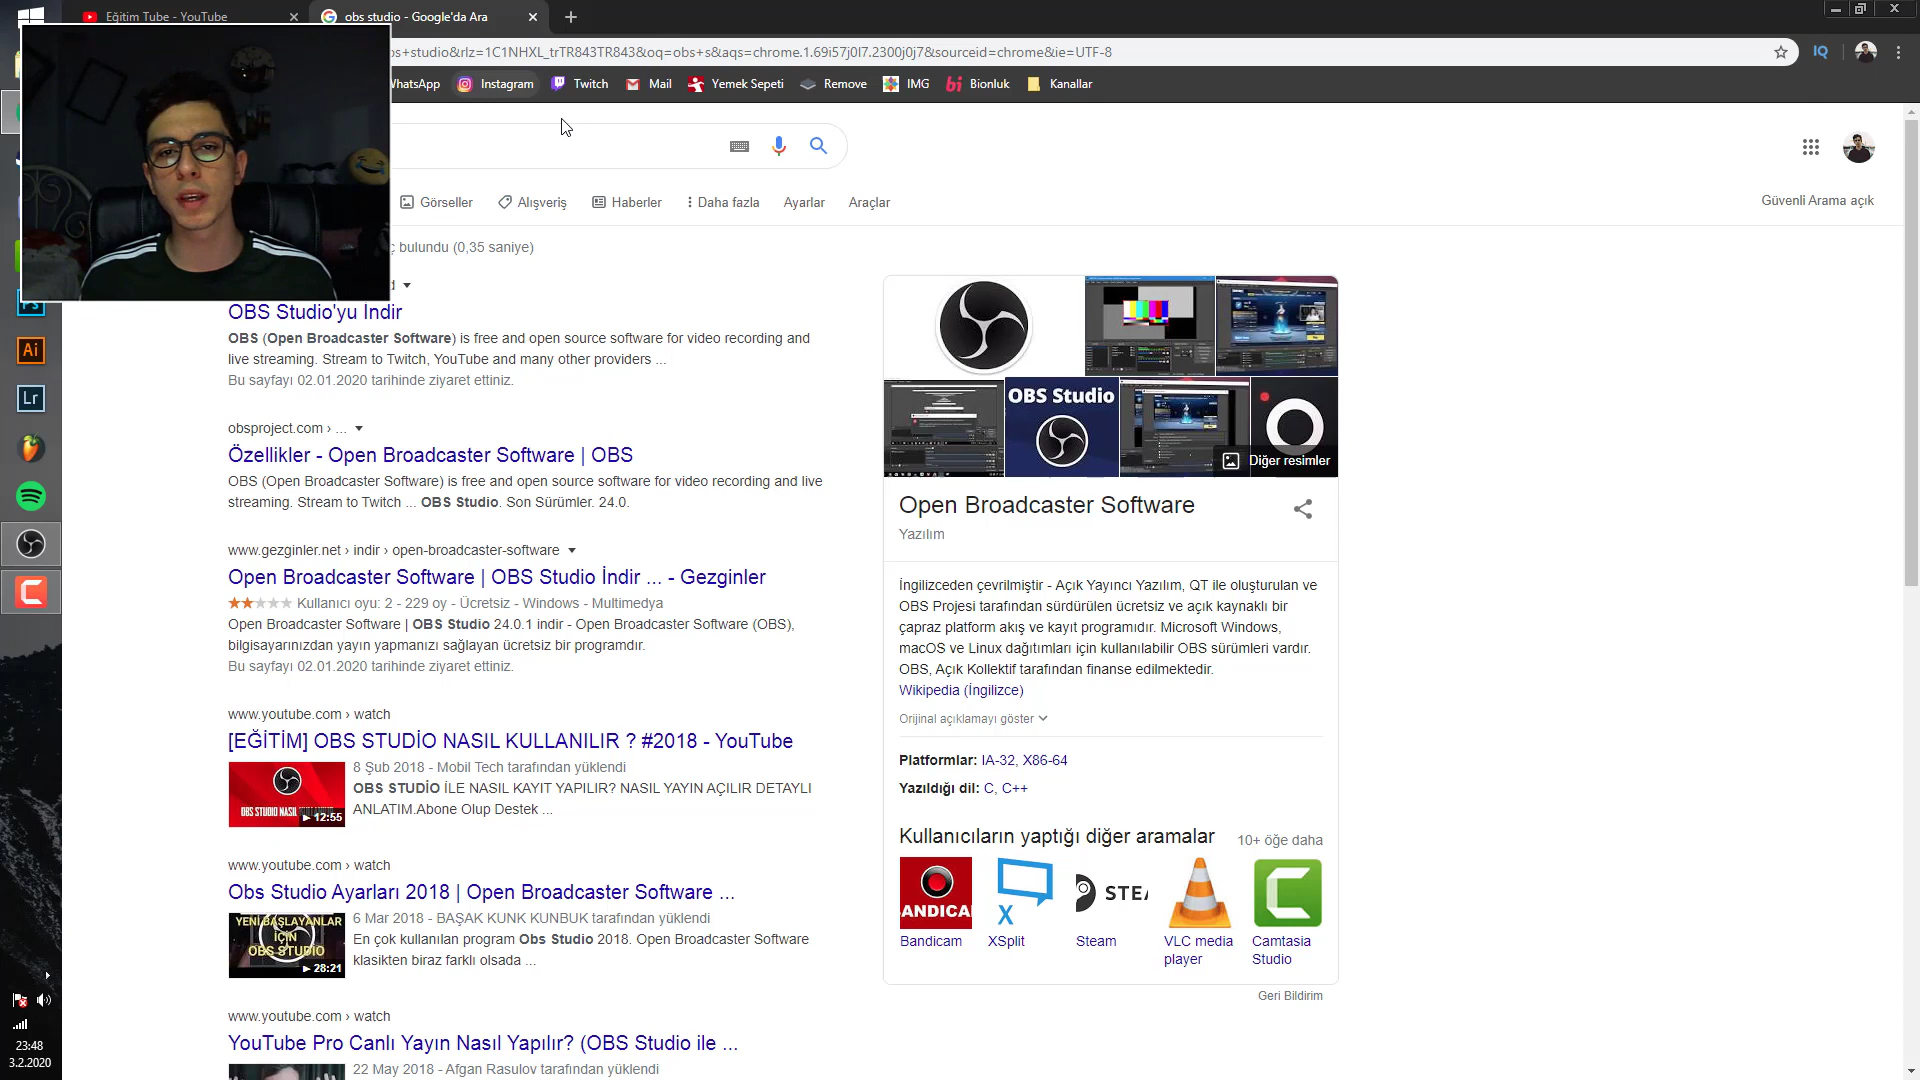 Eğitim Tube - YouTube
obs studio - Google'da Ara
bs+studio&rlz=1C1NHXL_trTR843TR843&oq=obs+s&aqs=chrome.1.69i57j0l7.2300j0j7&sourceid=chrome&ie=UTF-8
IQ
WhatsApp
Instagram
Twitch
Mail
Yemek Sepeti
Remove
IMG
Bionluk
Kanallar
Görseller
Alışveriş
Haberler
Daha fazla
Ayarlar
Araçlar
Güvenli Arama açık
bulundu (0,35 saniye)
OBS Studio'yu Indir
OBS (Open Broadcaster Software) is free and open source software for video recording and
live streaming. Stream to Twitch, YouTube and many other providers ...
Bu sayfayı 02.01.2020 tarihinde ziyaret ettiniz.
obsproject.com › ...
Özellikler - Open Broadcaster Software | OBS
OBS (Open Broadcaster Software) is free and open source software for video recording and live
streaming. Stream to Twitch ... OBS Studio. Son Sürümler. 24.0.
www.gezginler.net › indir › open-broadcaster-software
Open Broadcaster Software | OBS Studio İndir ... - Gezginler
Kullanıcı oyu: 2 - 229 oy - Ücretsiz - Windows - Multimedya
Open Broadcaster Software | OBS Studio 24.0.1 indir - Open Broadcaster Software (OBS),
bilgisayarınızdan yayın yapmanızı sağlayan ücretsiz bir programdır.
Bu sayfayı 02.01.2020 tarihinde ziyaret ettiniz.
www.youtube.com › watch
[EĞİTİM] OBS STUDİO NASIL KULLANILIR ? #2018 - YouTube
8 Şub 2018 - Mobil Tech tarafından yüklendi
OBS STUDİO İLE NASIL KAYIT YAPILIR? NASIL YAYIN AÇILIR DETAYLI
ANLATIM.Abone Olup Destek ...
OBS STUDIO NASIL
12:55
www.youtube.com › watch
Obs Studio Ayarları 2018 | Open Broadcaster Software ...
6 Mar 2018 - BAŞAK KUNK KUNBUK tarafından yüklendi
En çok kullanılan program Obs Studio 2018. Open Broadcaster Software
klasikten biraz farklı olsada ...
YENİ BAŞLAYANLAR
İÇİN
OBS STUDİO
28:21
www.youtube.com › watch
YouTube Pro Canlı Yayın Nasıl Yapılır? (OBS Studio ile ...
22 May 2018 - Afgan Rasulov tarafından yüklendi
OBS Studio
Diğer resimler
Open Broadcaster Software
Yazılım
İngilizceden çevrilmiştir - Açık Yayıncı Yazılım, QT ile oluşturulan ve
OBS Projesi tarafından sürdürülen ücretsiz ve açık kaynaklı bir
çapraz platform akış ve kayıt programıdır. Microsoft Windows,
macOS ve Linux dağıtımları için kullanılabilir OBS sürümleri vardır.
OBS, Açık Kollektif tarafından finanse edilmektedir.
Wikipedia (İngilizce)
Orijinal açıklamayı göster
Platformlar: IA-32, X86-64
Yazıldığı dil: C, C++
Kullanıcıların yaptığı diğer aramalar
10+ öğe daha
ANDICA
STEA
Bandicam
XSplit
Steam
VLC media
player
Camtasia
Studio
Geri Bildirim
Ps
Ai
Lr
23:48
3.2.2020